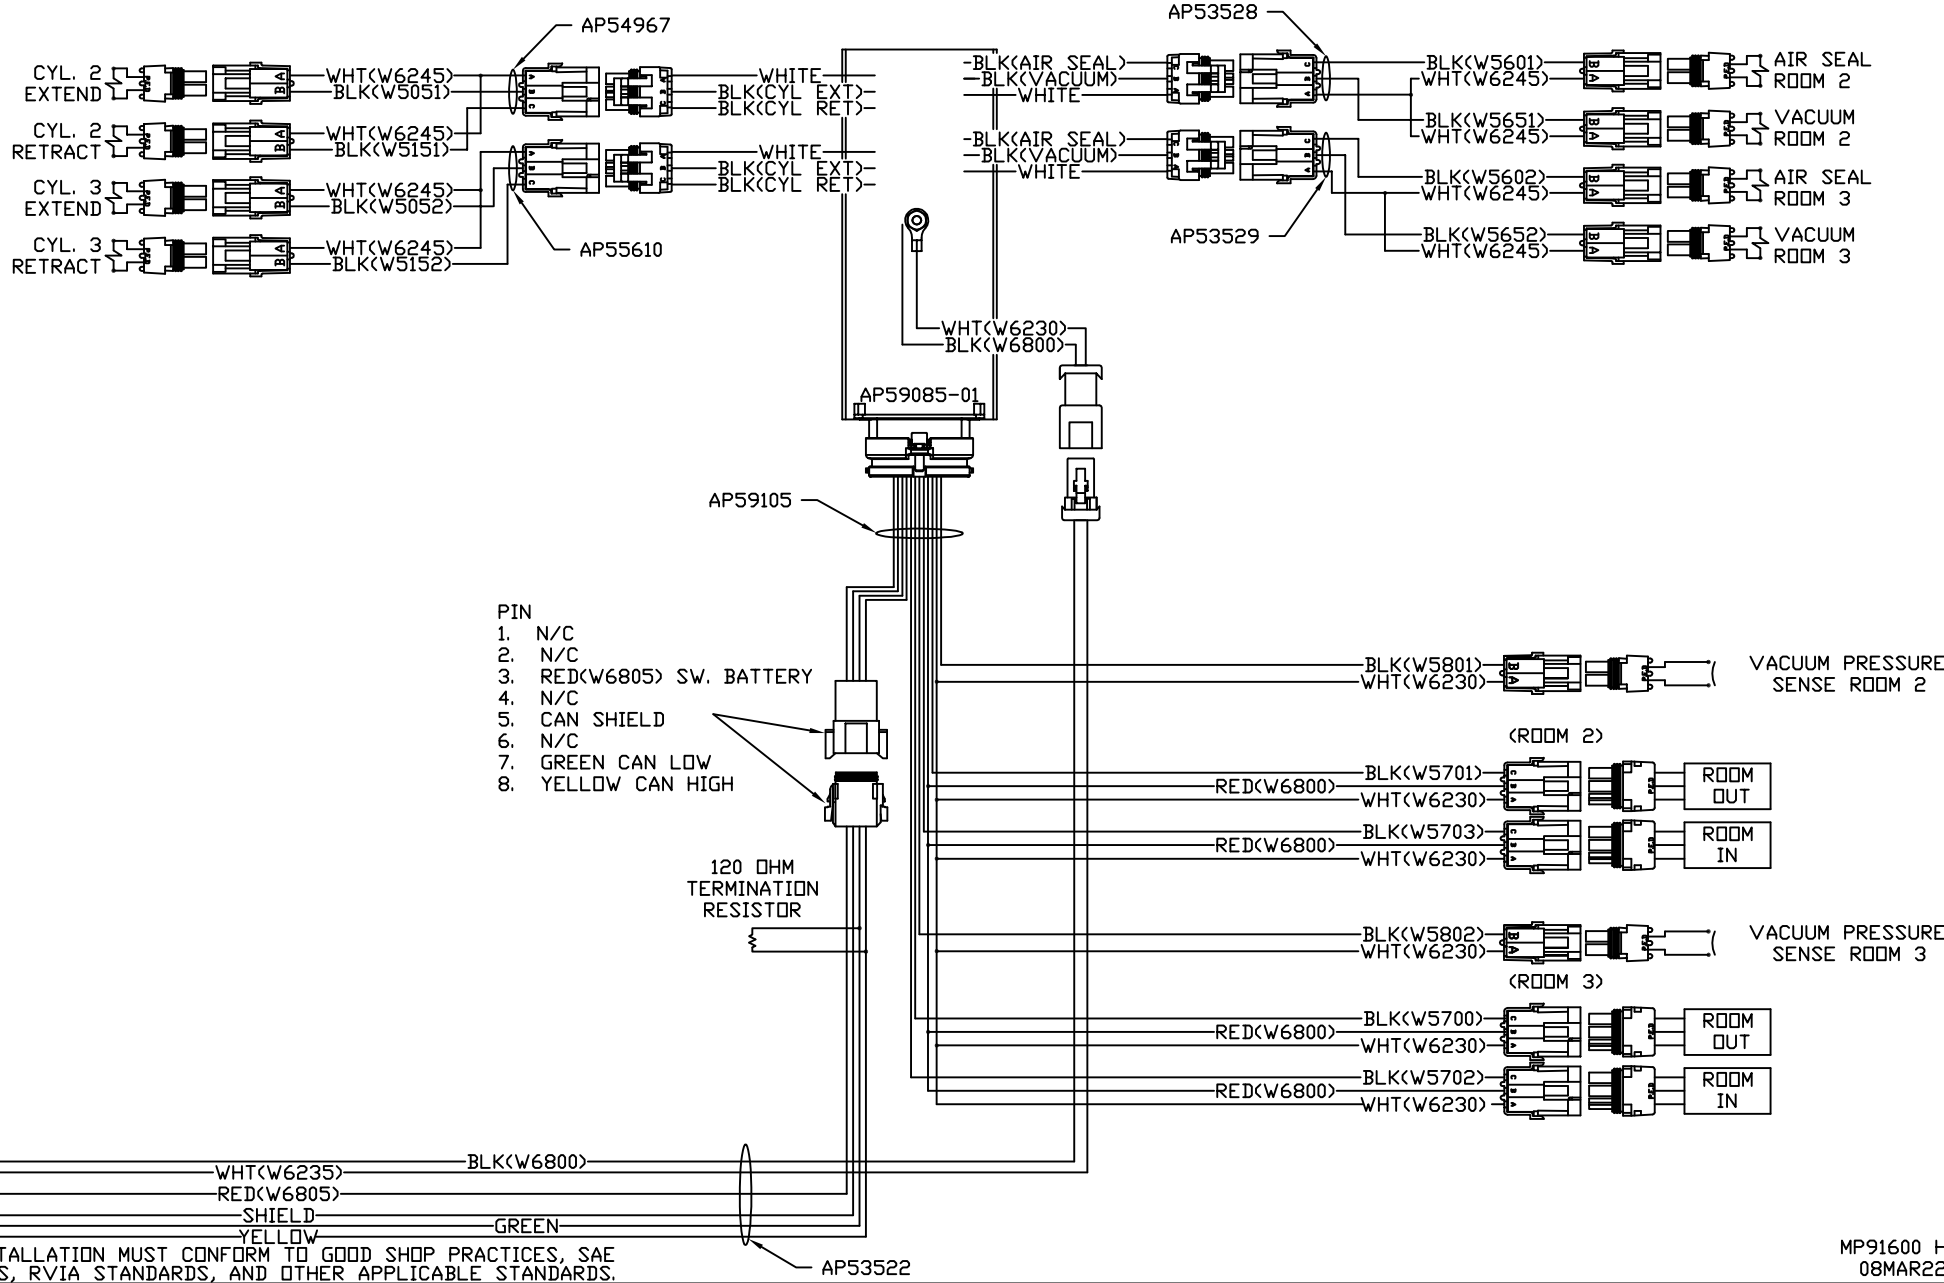 AP54967
AP53528
CYL. 2
EXTEND
WHT(W6245)
BLK(W5051)
A
B
A
B
C
WHITE
BLK(CYL EXT)
BLK(CYL RET)
CYL. 2
RETRACT
WHT(W6245)
BLK(W5151)
A
B
CYL. 3
EXTEND
WHT(W6245)
BLK(W5052)
A
B
A
B
C
WHITE
BLK(CYL EXT)
BLK(CYL RET)
CYL. 3
RETRACT
WHT(W6245)
BLK(W5152)
A
B
AP55610
BLK(AIR SEAL)
BLK(VACUUM)
WHITE
C
B
A
BLK(W5601)
WHT(W6245)
B
A
AIR SEAL
ROOM 2
BLK(W5651)
WHT(W6245)
B
A
VACUUM
ROOM 2
BLK(AIR SEAL)
BLK(VACUUM)
WHITE
C
B
A
BLK(W5602)
WHT(W6245)
B
A
AIR SEAL
ROOM 3
BLK(W5652)
WHT(W6245)
B
A
VACUUM
ROOM 3
AP53529
WHT(W6230)
BLK(W6800)
AP59085-01
AP59105
PIN
1. N/C
2. N/C
3. RED(W6805) SW. BATTERY
4. N/C
5. CAN SHIELD
6. N/C
7. GREEN CAN LOW
8. YELLOW CAN HIGH
120 OHM
TERMINATION
RESISTOR
BLK(W5801)
WHT(W6230)
B
A
VACUUM PRESSURE
SENSE ROOM 2
(ROOM 2)
BLK(W5701)
RED(W6800)
WHT(W6230)
C
B
A
ROOM
OUT
BLK(W5703)
RED(W6800)
WHT(W6230)
C
B
A
ROOM
IN
BLK(W5802)
WHT(W6230)
B
A
VACUUM PRESSURE
SENSE ROOM 3
(ROOM 3)
BLK(W5700)
RED(W6800)
WHT(W6230)
C
B
A
ROOM
OUT
BLK(W5702)
RED(W6800)
WHT(W6230)
C
B
A
ROOM
IN
BLK(W6800)
WHT(W6235)
RED(W6805)
SHIELD
GREEN
YELLOW
TALLATION MUST CONFORM TO GOOD SHOP PRACTICES, SAE
S, RVIA STANDARDS, AND OTHER APPLICABLE STANDARDS.
AP53522
MP91600 H
08MAR22